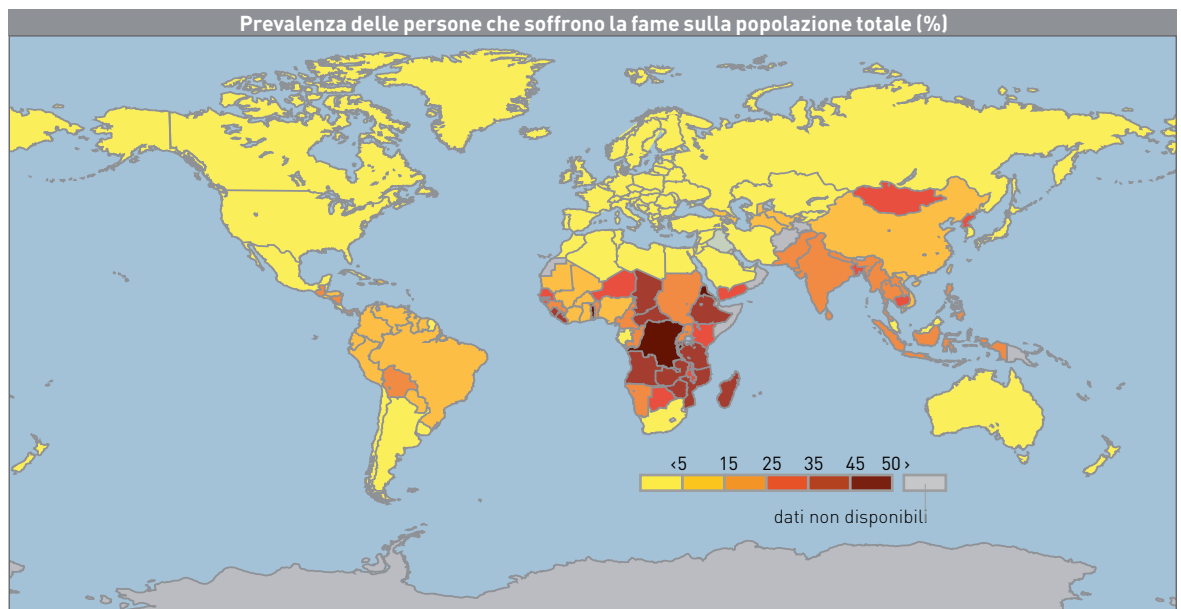 Prevalenza delle persone che soffrono la fame sulla popolazione totale (%)
‹5 15 25 35 45 50 ›
dati non disponibili